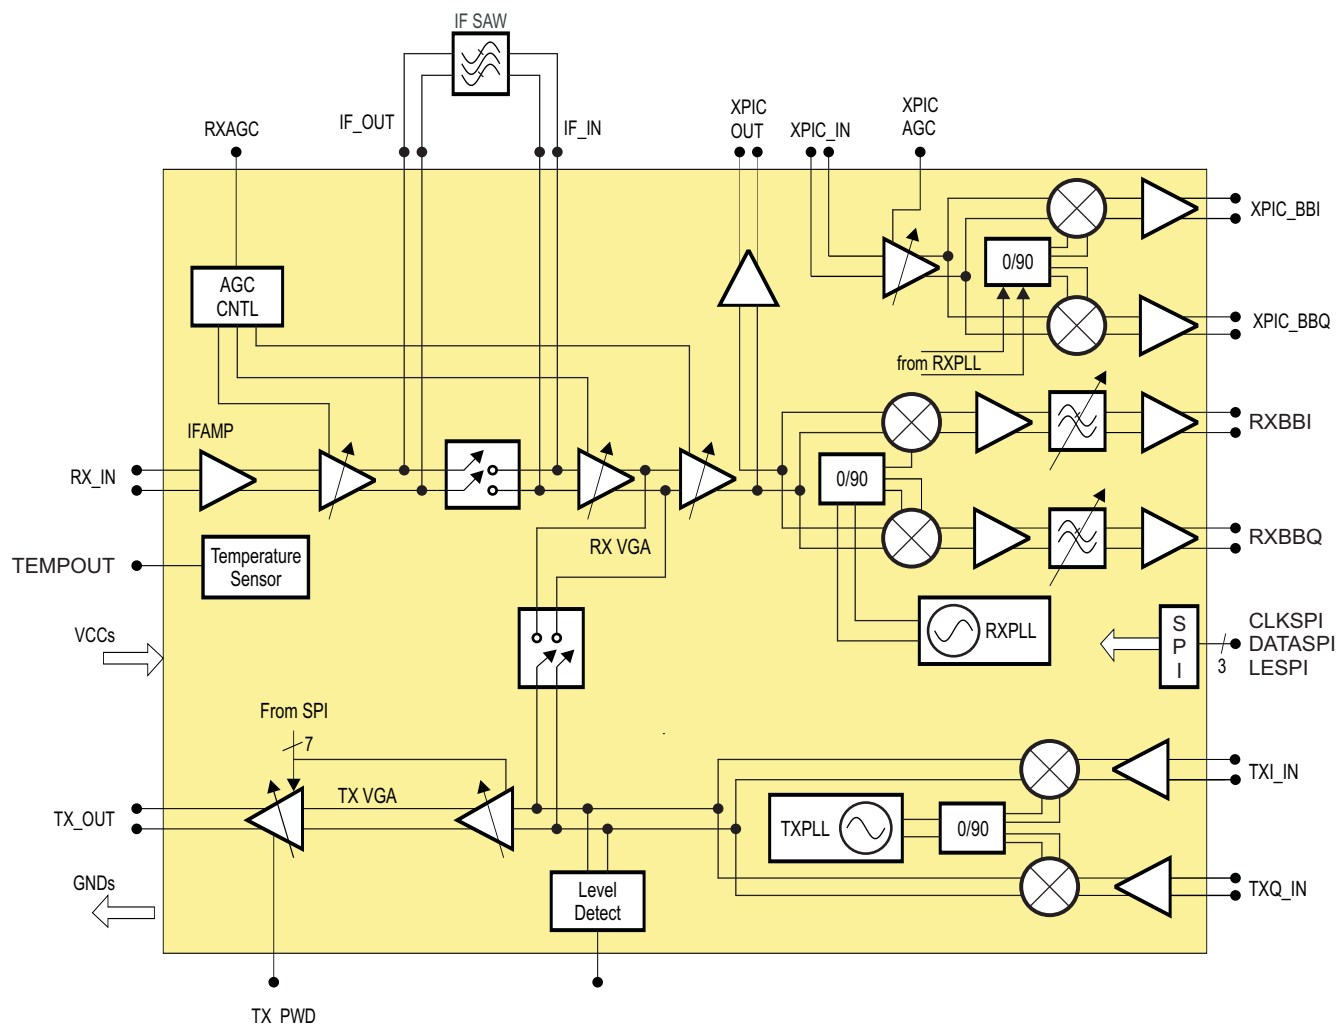 IF SAW
RXAGC
IF_OUT
IF_IN
XPIC
OUT
XPIC_IN
XPIC
AGC
XPIC_BBI
0/90
AGC
CNTL
XPIC_BBQ
from RXPLL
IFAMP
RXBBI
RX_IN
0/90
RX VGA
RXBBQ
TEMPOUT
Temperature
Sensor
VCCs
RXPLL
S
P
I
3
CLKSPI
DATASPI
LESPI
From SPI
7
TXI_IN
TX VGA
TX_OUT
TXPLL
0/90
GNDs
Level
Detect
TXQ_IN
TX_PWD